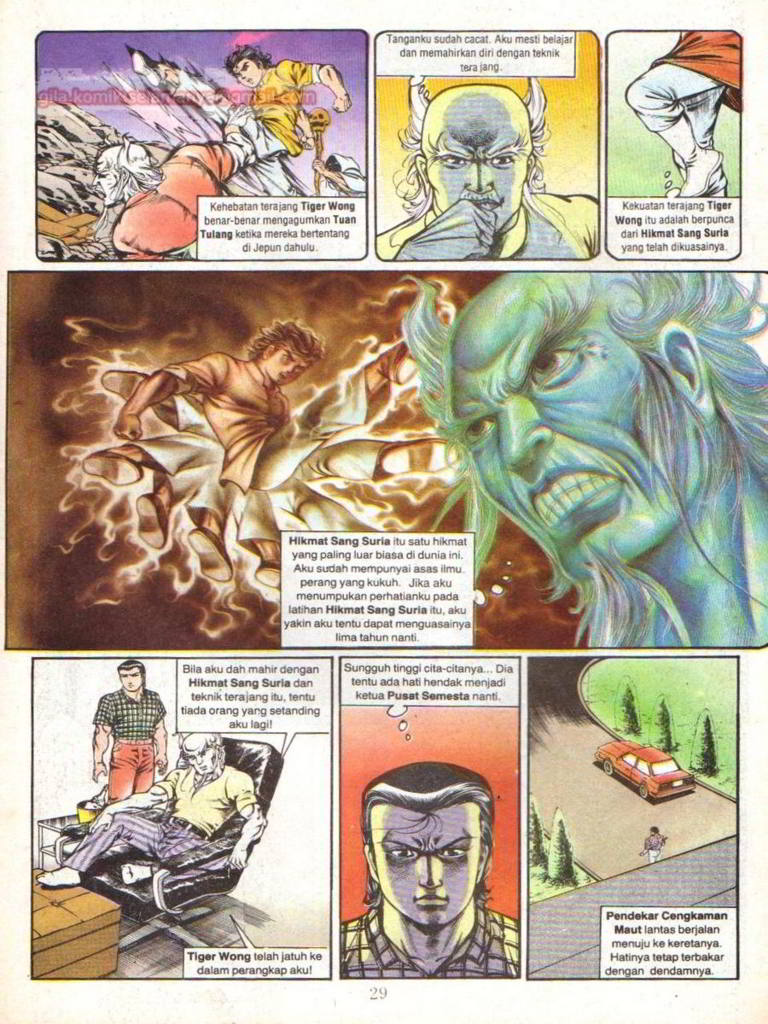 gila.komikselamanya@gmail.com
Kehebatan terajang Tiger Wong
benar-benar mengagumkan Tuan
Tulang ketika mereka bertentang
di Jepun dahulu.
Tanganku sudah cacat. Aku mesti belajar
dan memahirkan diri dengan teknik
terajang.
Kekuatan terajang Tiger
Wong itu adalah berpunca
dari Hikmat Sang Suria
yang telah dikuasainya.
Hikmat Sang Suria itu satu hikmat
yang paling luar biasa di dunia ini.
Aku sudah mempunyai asas ilmu
perang yang kukuh. Jika aku
menumpukan perhatianku pada
latihan Hikmat Sang Suria itu, aku
yakin aku tentu dapat menguasainya
lima tahun nanti.
Bila aku dah mahir dengan
Hikmat Sang Suria dan
teknik terajang itu, tentu
tiada orang yang setanding
aku lagi!
Tiger Wong telah jatuh ke
dalam perangkap aku!
Sungguh tinggi cita-citanya... Dia
tentu ada hati hendak menjadi
ketua Pusat Semesta nanti.
Pendekar Cengkaman
Maut lantas berjalan
menuju ke keretanya.
Hatinya tetap terbakar
dengan dendamnya.
29